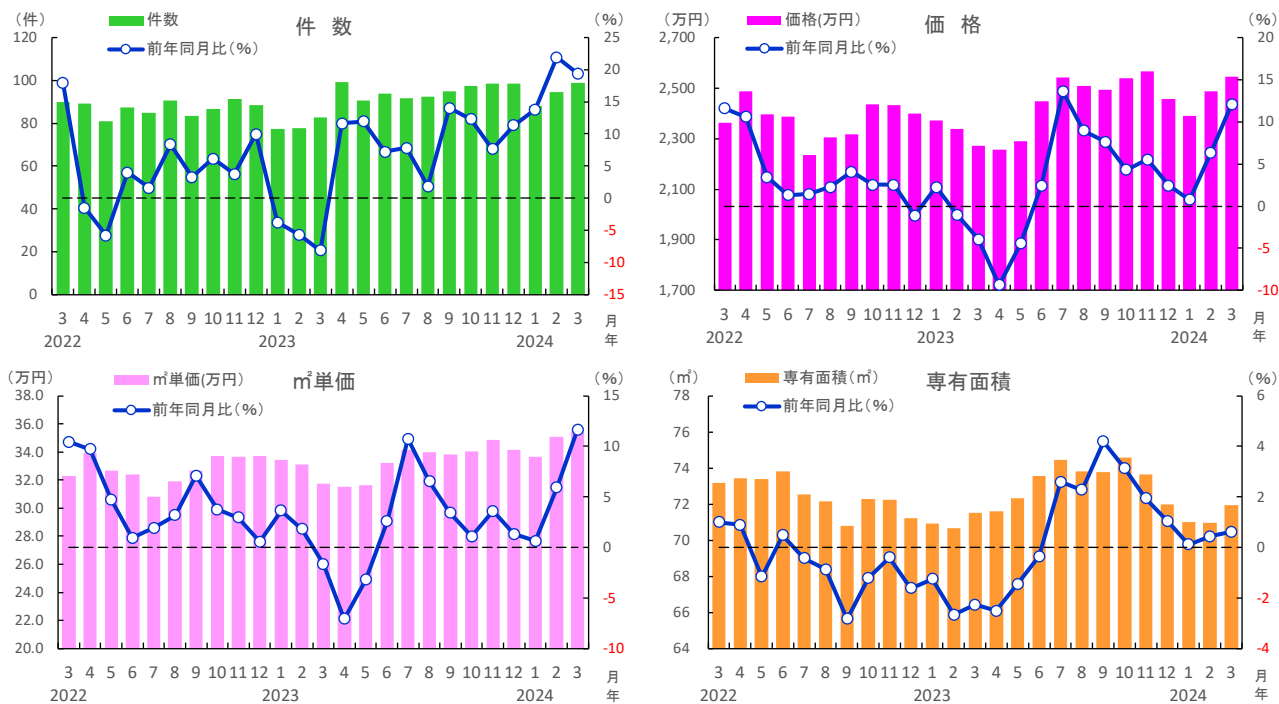 （件）
件数
件 数
（％）
前年同月比（％）
120
100
80
60
40
20
0
25
20
15
10
5
0
-5
-10
-15
3 4 5 6 7 8 9 10 11 12 1 2 3 4 5 6 7 8 9 10 11 12 1 2 3 月
2022 2023 2024 年
（万円）
価格(万円)
価 格
（％）
前年同月比（％）
2,700
2,500
2,300
2,100
1,900
1,700
20
15
10
5
0
-5
-10
3 4 5 6 7 8 9 10 11 12 1 2 3 4 5 6 7 8 9 10 11 12 1 2 3 月
2022 2023 2024 年
（万円）
㎡単価(万円)
㎡単価
（％）
前年同月比（％）
38.0
36.0
34.0
32.0
30.0
28.0
26.0
24.0
22.0
20.0
15
10
5
0
-5
-10
3 4 5 6 7 8 9 10 11 12 1 2 3 4 5 6 7 8 9 10 11 12 1 2 3 月
2022 2023 2024 年
（㎡）
専有面積（㎡）
専有面積
（％）
前年同月比（％）
78
76
74
72
70
68
66
64
6
4
2
0
-2
-4
3 4 5 6 7 8 9 10 11 12 1 2 3 4 5 6 7 8 9 10 11 12 1 2 3 月
2022 2023 2024 年